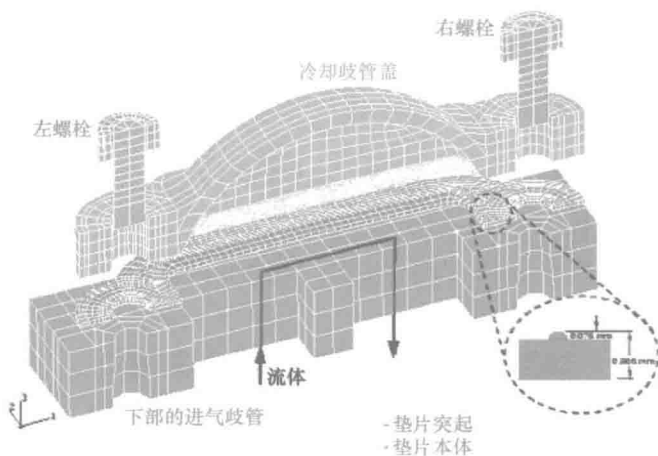 右螺栓
冷却歧管盖
左螺栓
流体
下部的进气歧管
-垫片突起
-垫片本体